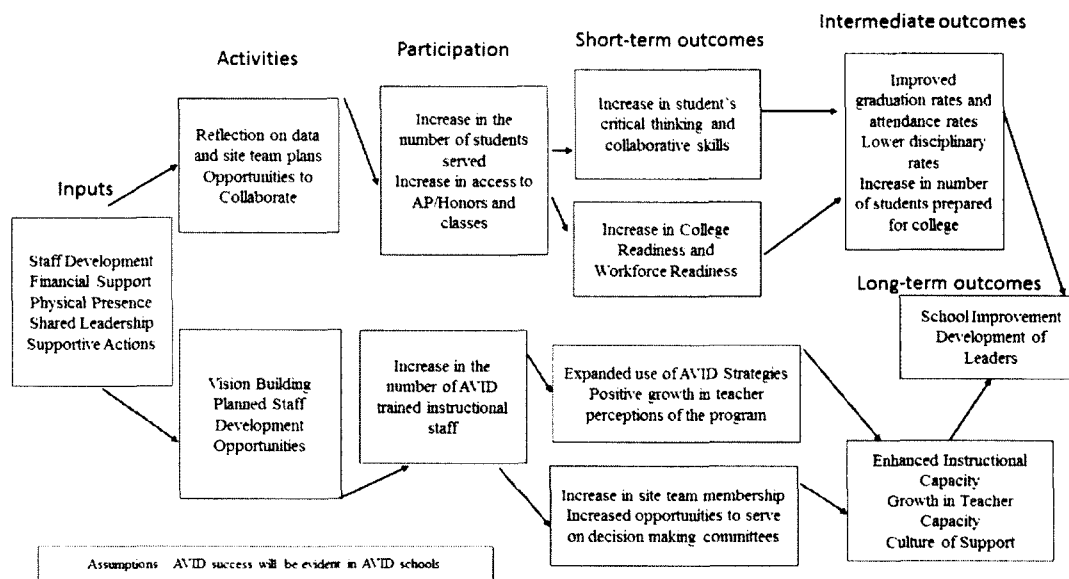 Inputs
Staff Development
Financial Support
Physical Presence
Shared Leadership
Supportive Actions
Activities
Reflection on data
and site team plans
Opportunities to
Collaborate
Vision Building
Planned Staff
Development
Opportunities
Participation
Increase in the
number of students
served
Increase in access to
AP/Honors and
classes
Increase in the
number of AVID
trained instructional
staff
Short-term outcomes
Increase in student's
critical thinking and
collaborative skills
Increase in College
Readiness and
Workforce Readiness
Expanded use of AVID Strategies
Positive growth in teacher
perceptions of the program
Increase in site team membership
Increased opportunities to serve
on decision making committees
Intermediate outcomes
Improved
graduation rates and
attendance rates
Lower disciplinary
rates
Increase in number
of students prepared
for college
Enhanced Instructional
Capacity
Growth in Teacher
Capacity
Culture of Support
Long-term outcomes
School Improvement
Development of
Leaders
Assumptions AVID success will be evident in AVID schools